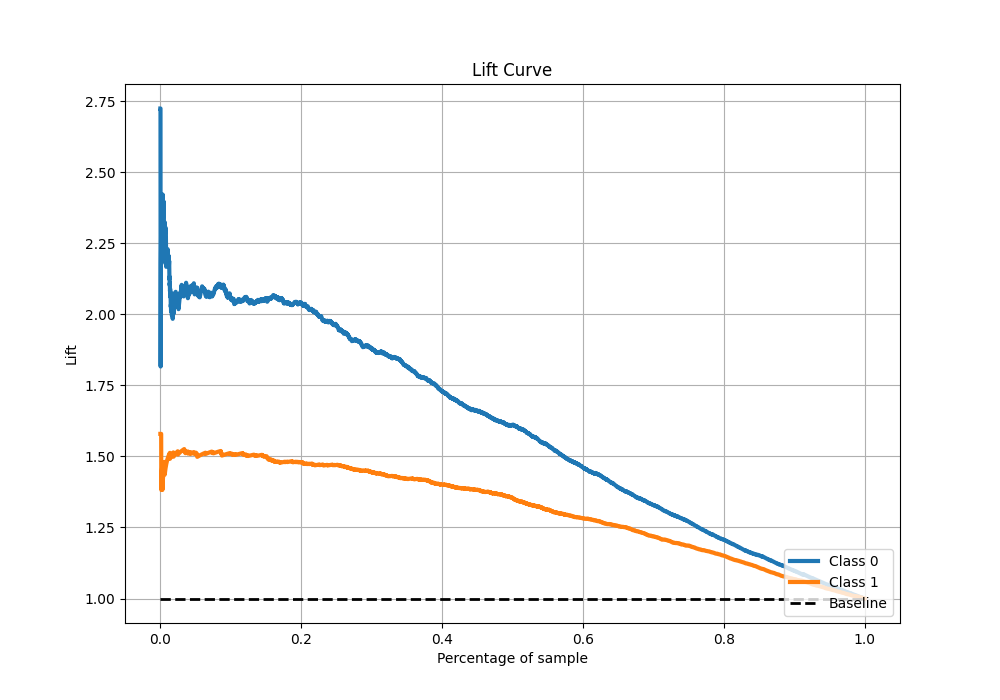 Lift Curve
Lift
2.75
2.50
2.25
2.00
1.75
1.50
1.25
1.00
0.0 0.2 0.4 0.6 0.8 1.0
Percentage of sample
Class 0
Class 1
Baseline